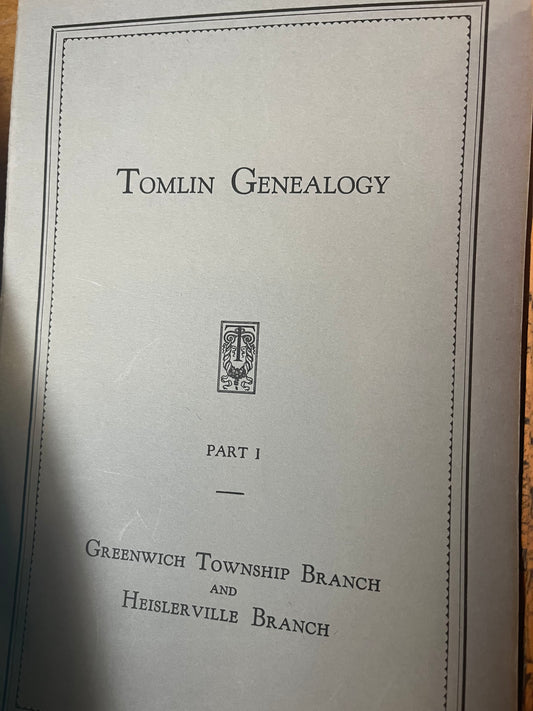 TOMLIN GENEALOGY
PART I
GREENWICH TOWNSHIP BRANCH
AND
HEISLERVILLE BRANCH